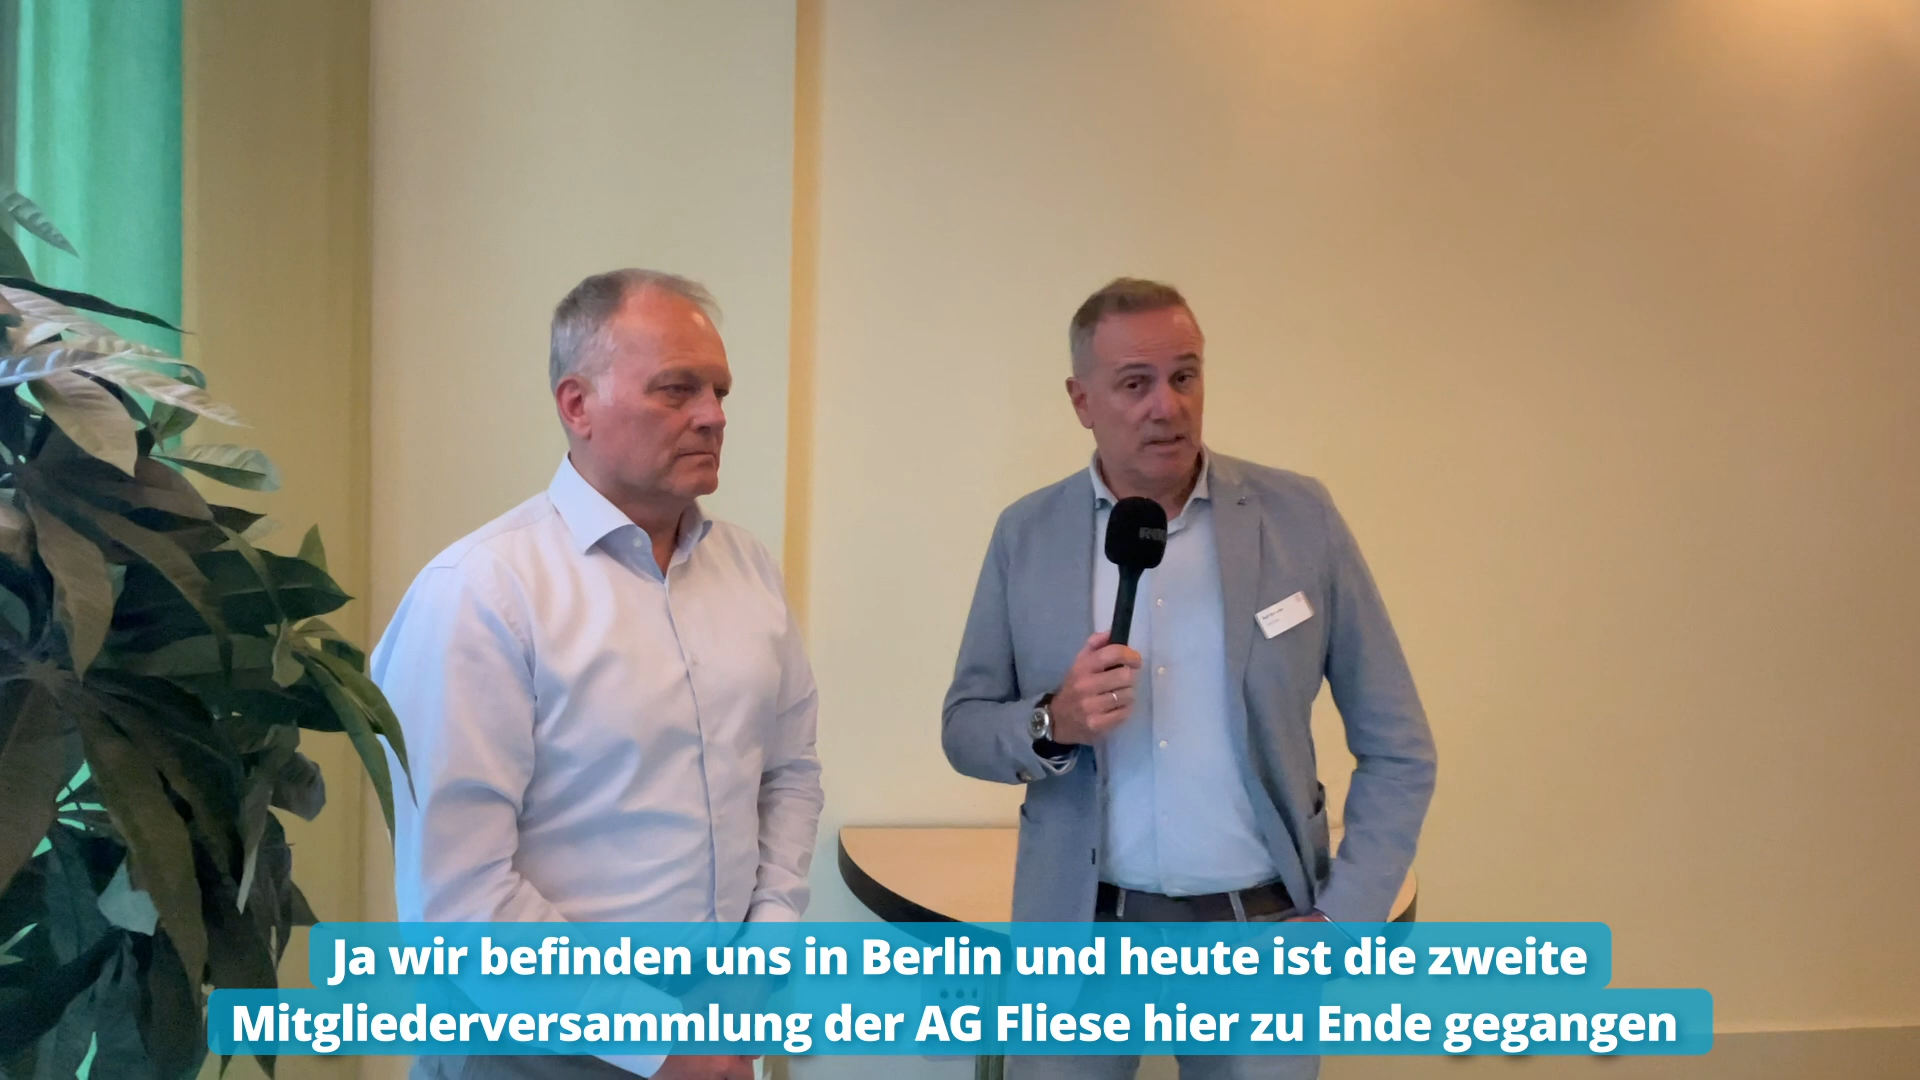 Ja wir befinden uns in Berlin und heute ist die zweite
Mitgliederversammlung der AG Fliese hier zu Ende gegangen